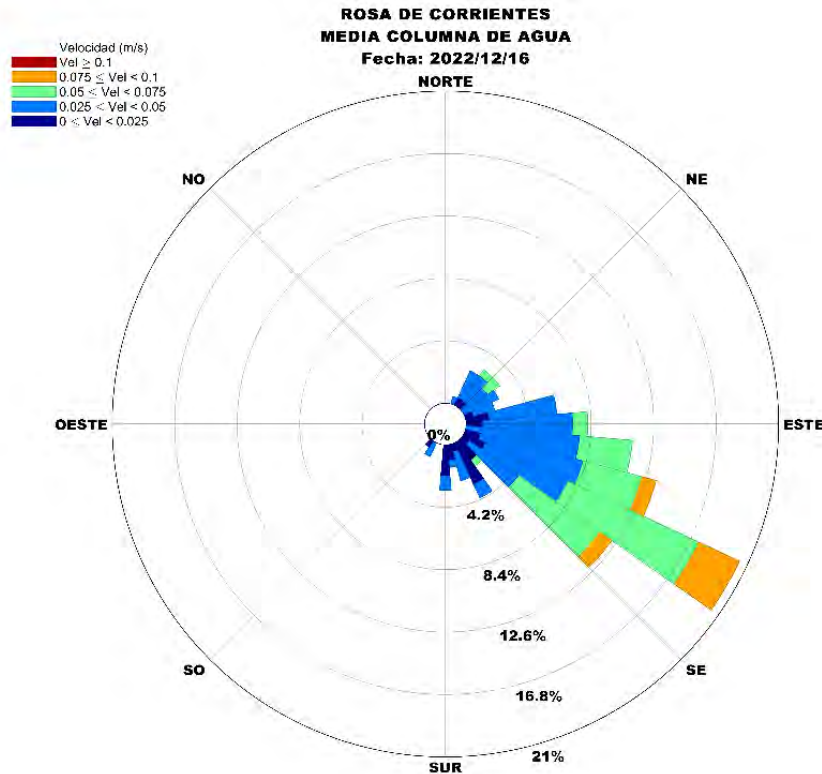 ROSA DE CORRIENTES
MEDIA COLUMNA DE AGUA
Fecha: 2022/12/16
Velocidad (m/s)
Vel ≥ 0.1
0.075 ≤ Vel < 0.1
0.05 ≤ Vel < 0.075
0.025 ≤ Vel < 0.05
0 ≤ Vel < 0.025
NORTE
NO
NE
OESTE
ESTE
0%
4.2%
8.4%
12.6%
SO
SE
16.8%
21%
SUR